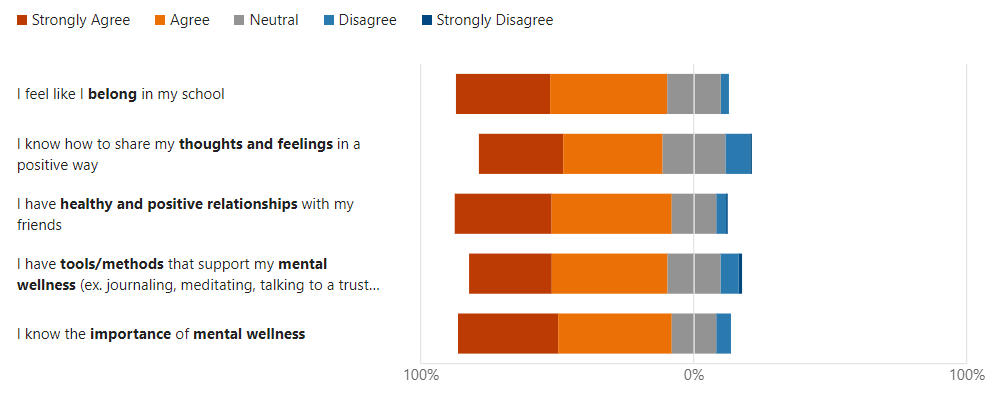 Strongly Agree Agree Neutral Disagree Strongly Disagree
I feel like I belong in my school
I know how to share my thoughts and feelings in a
positive way
I have healthy and positive relationships with my
friends
I have tools/methods that support my mental
wellness (ex. journaling, meditating, talking to a trust...
I know the importance of mental wellness
100% 0% 100%